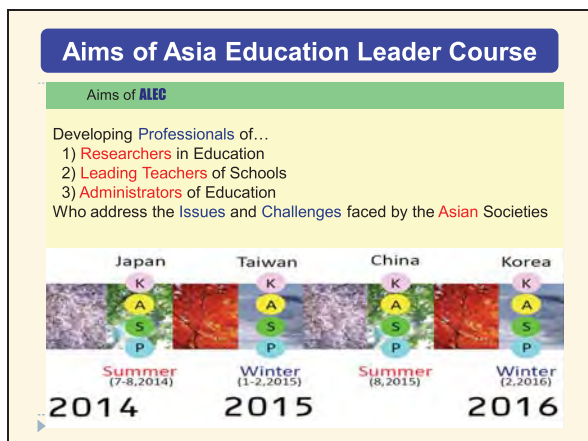 Aims of Asia Education Leader Course
Aims of ALEC
Developing Professionals of…
1) Researchers in Education
2) Leading Teachers of Schools
3) Administrators of Education
Who address the Issues and Challenges faced by the Asian Societies
Japan Taiwan China Korea
K K K K
A A A A
S S S S
P P P P
Summer Winter Summer Winter
(7-8,2014) (1-2,2015) (8,2015) (2,2016)
2014 2015 2016